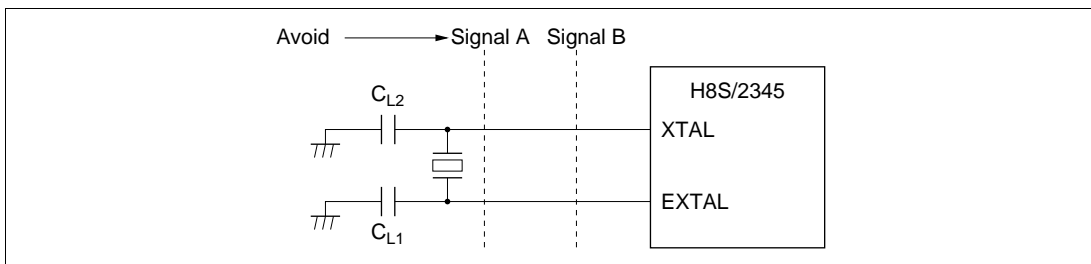 Avoid Signal A Signal B
H8S/2345
CL2
XTAL
EXTAL
CL1